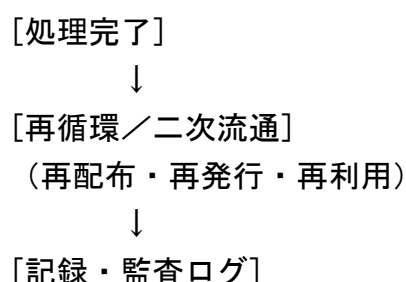 [処理完了]
↓
[再循環／二次流通]
（再配布・再発行・再利用）
↓
[記録・監査ログ]